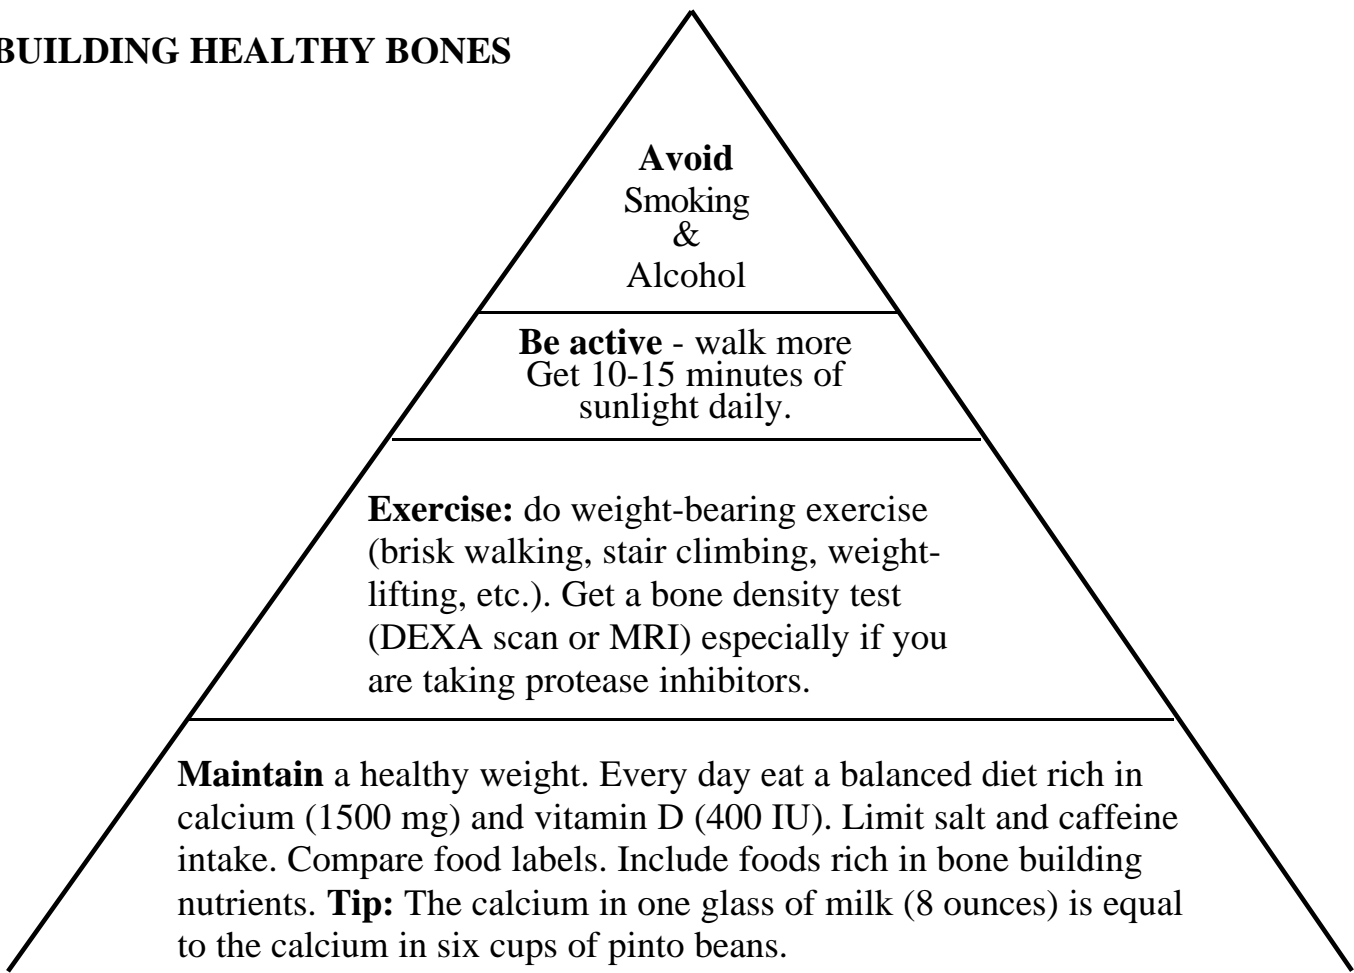 BUILDING HEALTHY BONES
Avoid
Smoking
&
Alcohol
Be active - walk more
Get 10-15 minutes of
sunlight daily.
Exercise: do weight-bearing exercise
(brisk walking, stair climbing, weight-
lifting, etc.). Get a bone density test
(DEXA scan or MRI) especially if you
are taking protease inhibitors.
Maintain a healthy weight. Every day eat a balanced diet rich in
calcium (1500 mg) and vitamin D (400 IU). Limit salt and caffeine
intake. Compare food labels. Include foods rich in bone building
nutrients. Tip: The calcium in one glass of milk (8 ounces) is equal
to the calcium in six cups of pinto beans.